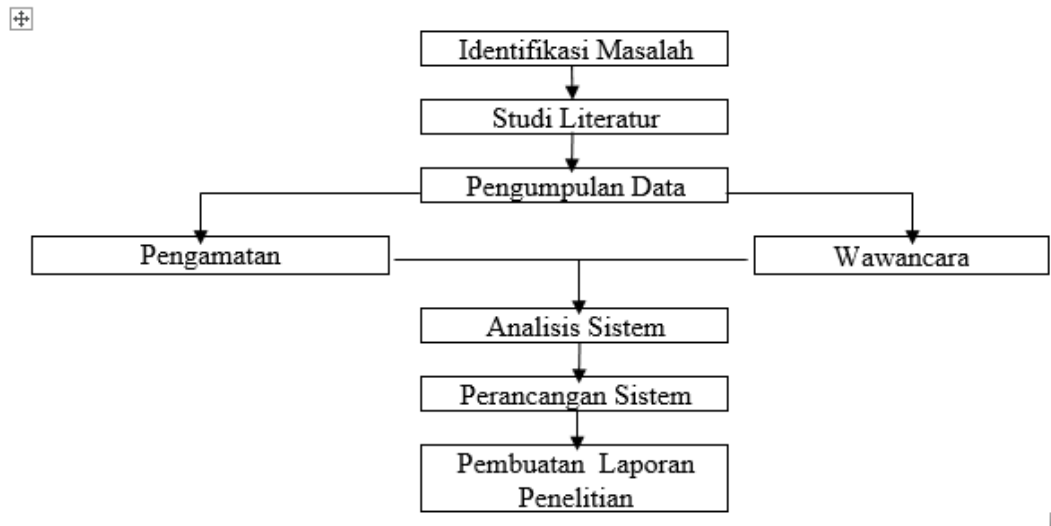 Identifikasi Masalah
Studi Literatur
Pengumpulan Data
Pengamatan
Wawancara
Analisis Sistem
Perancangan Sistem
Pembuatan Laporan
Penelitian